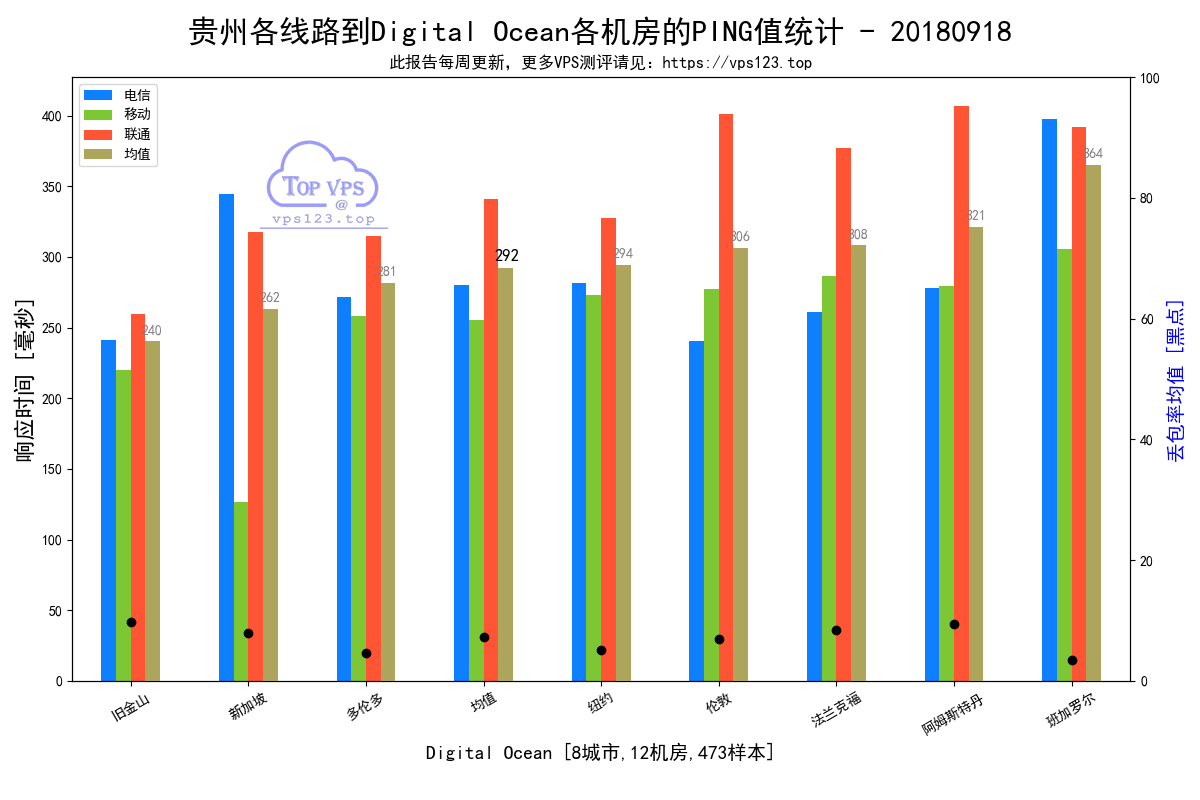 贵州各线路到Digital Ocean各机房的PING值统计 - 20180918
此报告每周更新，更多VPS测评请见：https://vps123.top
电信
移动
联通
均值
TOP VPS
@
vps123.top
响应时间 [毫秒]
400
350
300
250
200
150
100
50
0
240
262
281
292
294
306
308
321
364
100
80
60
40
20
0
丢包率均值 [黑点]
旧金山
新加坡
多伦多
均值
纽约
伦敦
法兰克福
阿姆斯特丹
班加罗尔
Digital Ocean [8城市,12机房,473样本]